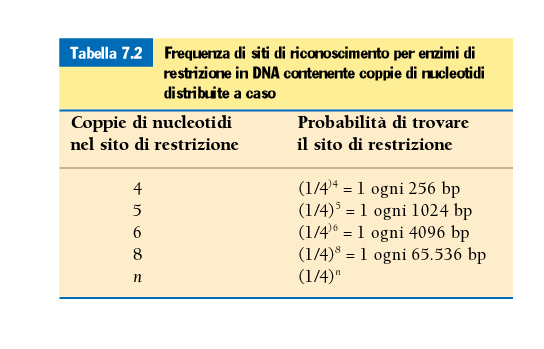 Tabella 7.2 Frequenza di siti di riconoscimento per enzimi di
restrizione in DNA contenente coppie di nucleotidi
distribuite a caso
Coppie di nucleotidi Probabilità di trovare
nel sito di restrizione il sito di restrizione
4 (1/4)⁴ = 1 ogni 256 bp
5 (1/4)⁵ = 1 ogni 1024 bp
6 (1/4)⁶ = 1 ogni 4096 bp
8 (1/4)⁸ = 1 ogni 65.536 bp
n (1/4)ⁿ